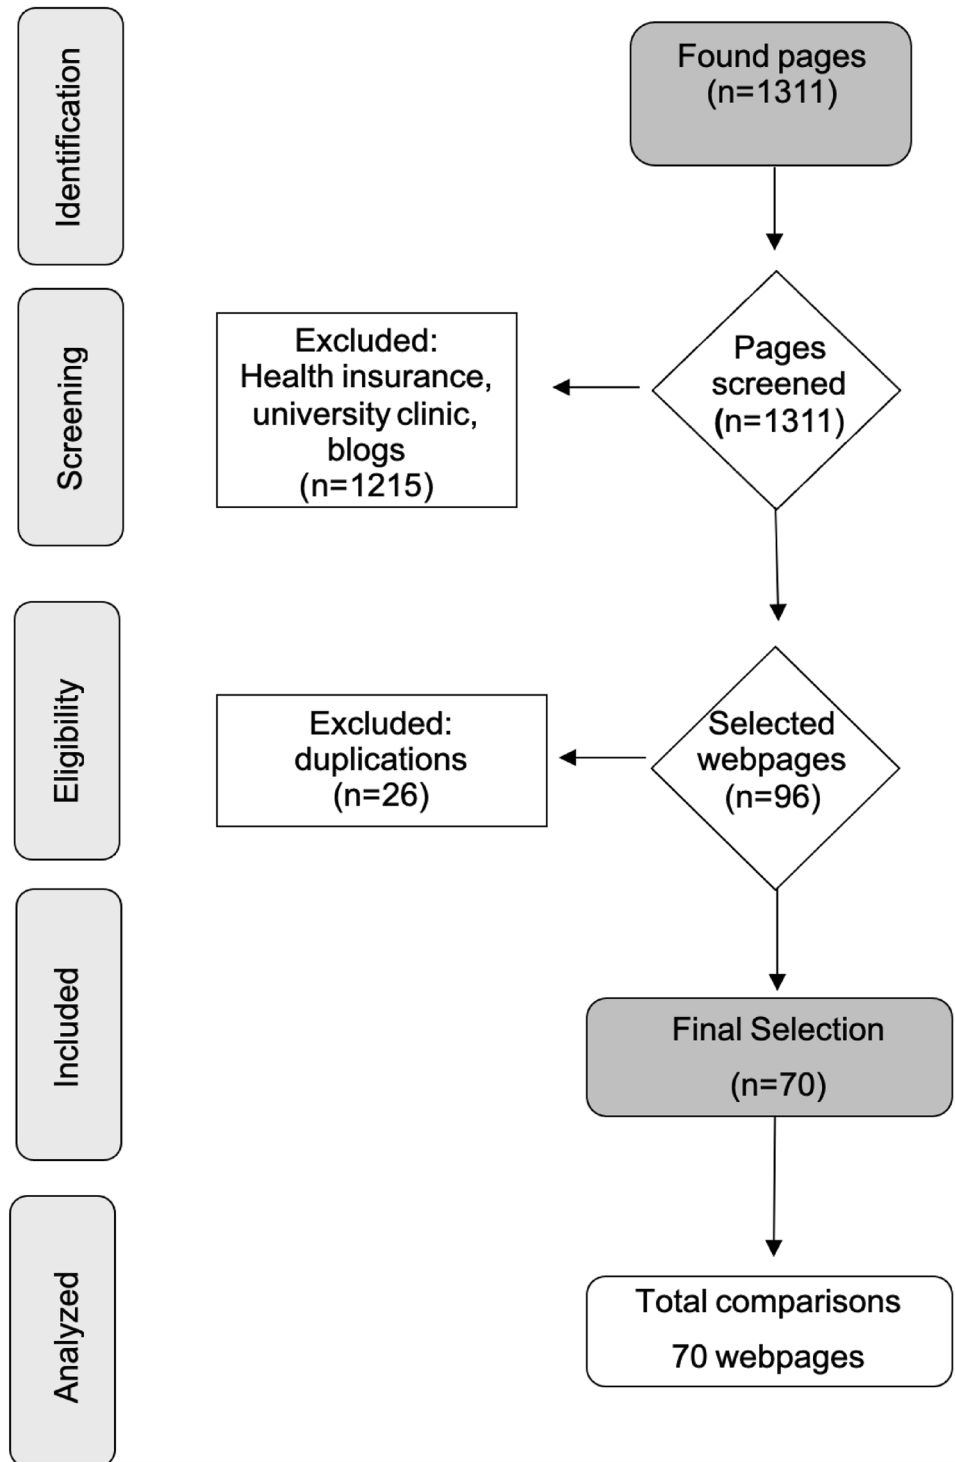 Identification
Found pages
(n=1311)
Screening
Excluded:
Health insurance,
university clinic,
blogs
(n=1215)
Pages
screened
(n=1311)
Eligibility
Excluded:
duplications
(n=26)
Selected
webpages
(n=96)
Included
Final Selection
(n=70)
Analyzed
Total comparisons
70 webpages